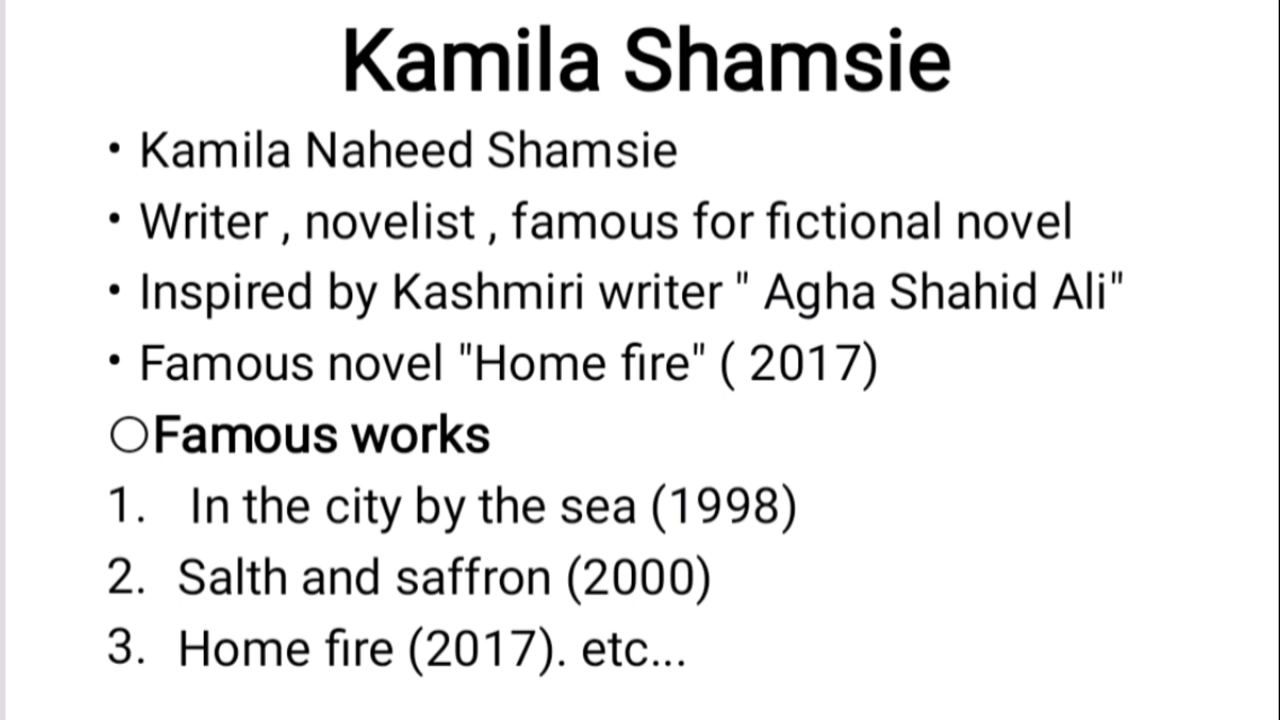 Kamila Shamsie
• Kamila Naheed Shamsie
• Writer , novelist , famous for fictional novel
• Inspired by Kashmiri writer " Agha Shahid Ali"
• Famous novel "Home fire" ( 2017)
○Famous works
1. In the city by the sea (1998)
2. Salth and saffron (2000)
3. Home fire (2017). etc...